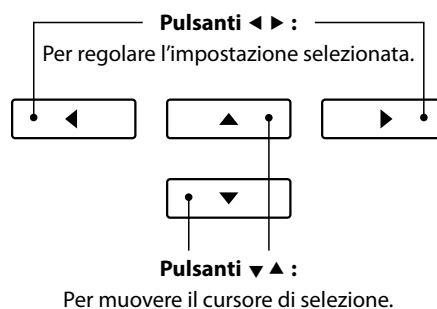 Pulsanti ◀ ▶ :
Per regolare l’impostazione selezionata.
Pulsanti ▼ ▲ :
Per muovere il cursore di selezione.